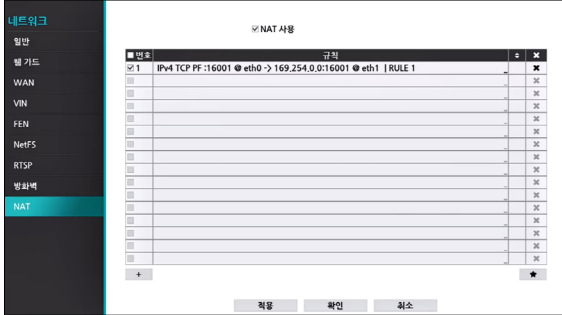 네트워크
일반
웹 가드
WAN
VIN
FEN
NetFS
RTSP
방화벽
NAT
NAT 사용
번호 규칙
1 IPv4 TCP PF :16001 @ eth0 -> 169.254.0.0:16001 @ eth1 | RULE 1
적용 확인 취소